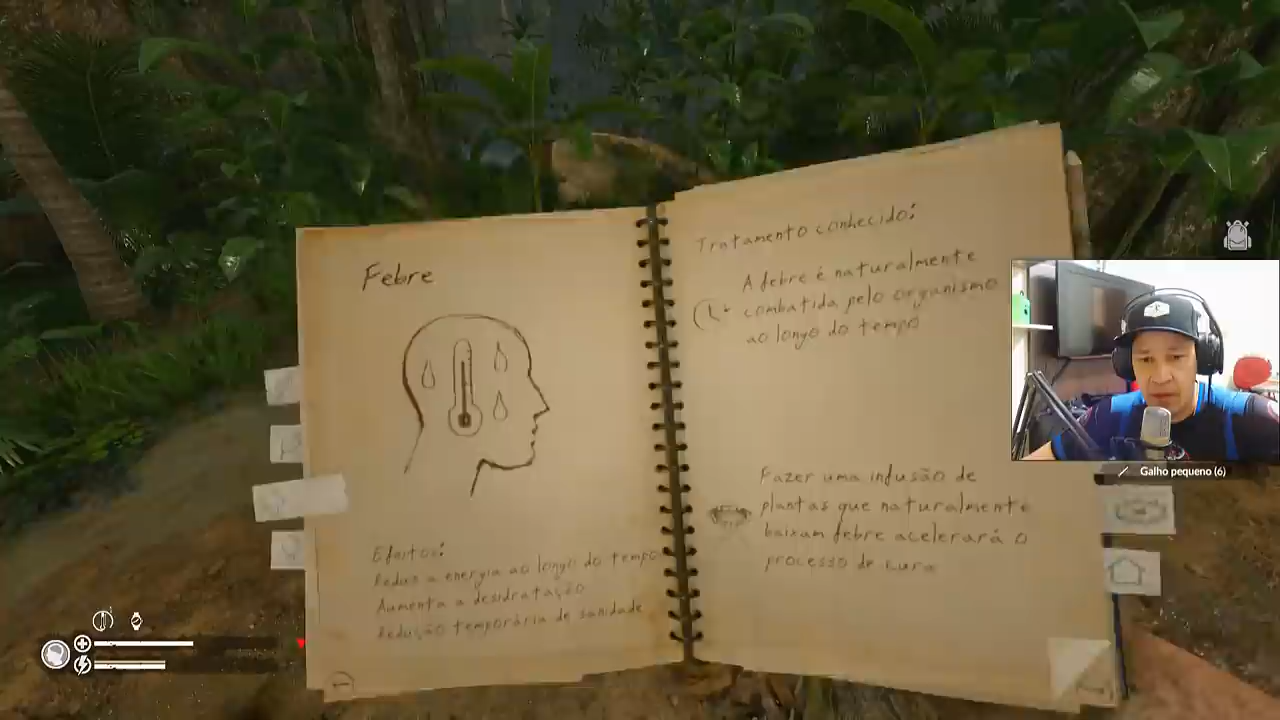 Febre
Efeitos:
Reduz a energia ao longo do tempo
Aumenta a desidratação
Redução temporária de sanidade
Tratamento conhecido:
A febre é naturalmente
combatida pelo organismo
ao longo do tempo
Fazer uma infusão de
plantas que naturalmente
baixam febre acelerará o
processo de cura
Galho pequeno (6)